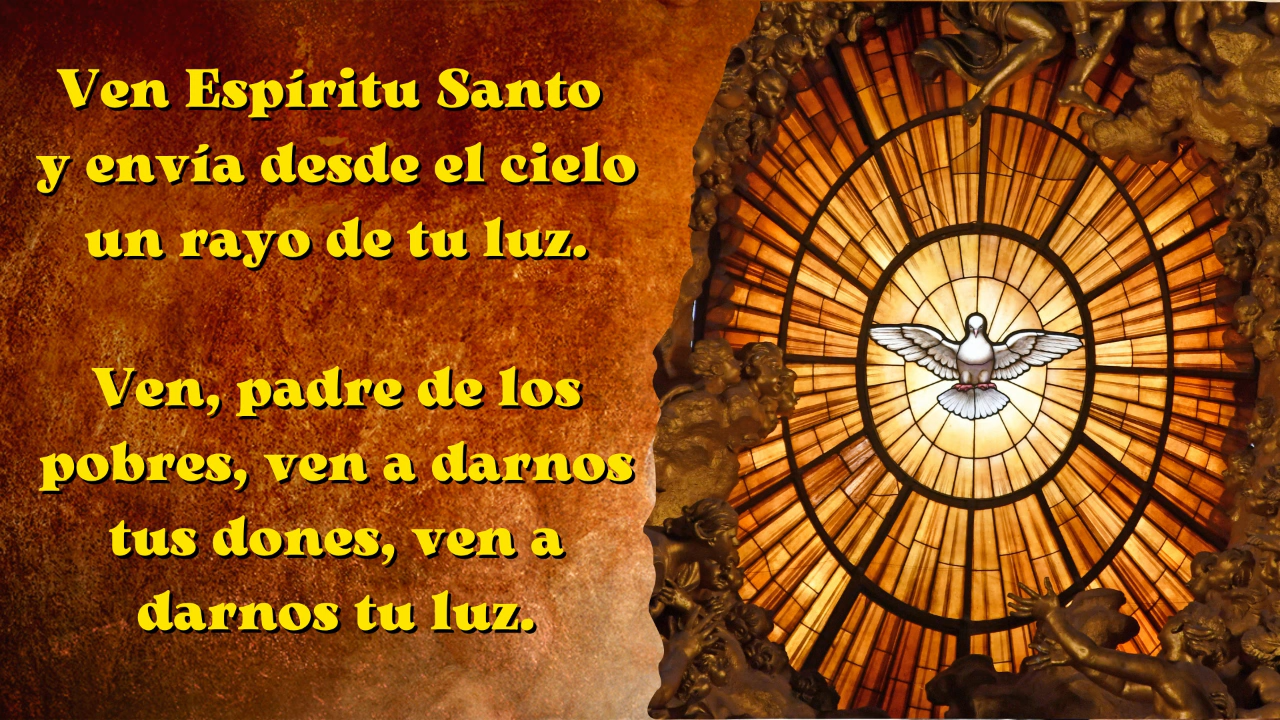 Ven Espíritu Santo
y envía desde el cielo
un rayo de tu luz.
Ven, padre de los
pobres, ven a darnos
tus dones, ven a
darnos tu luz.